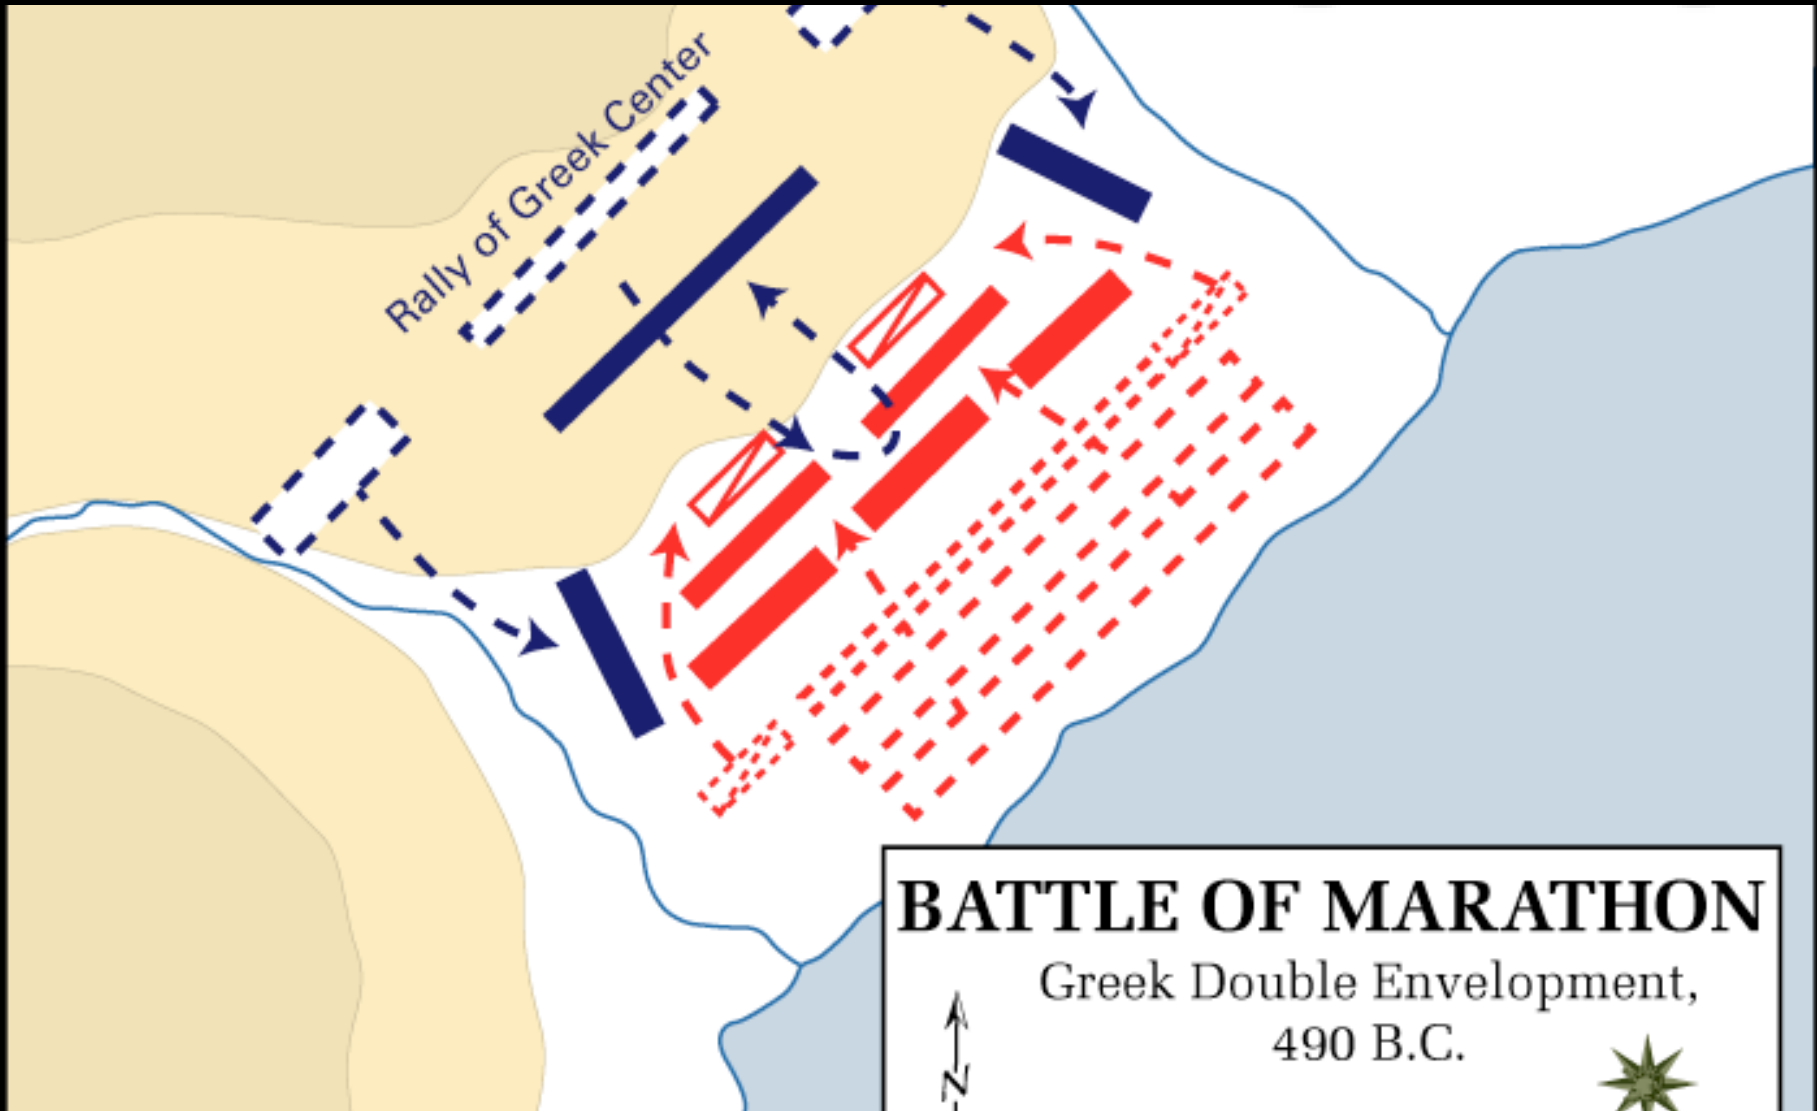 Rally of Greek Center
BATTLE OF MARATHON
Greek Double Envelopment,
490 B.C.
N